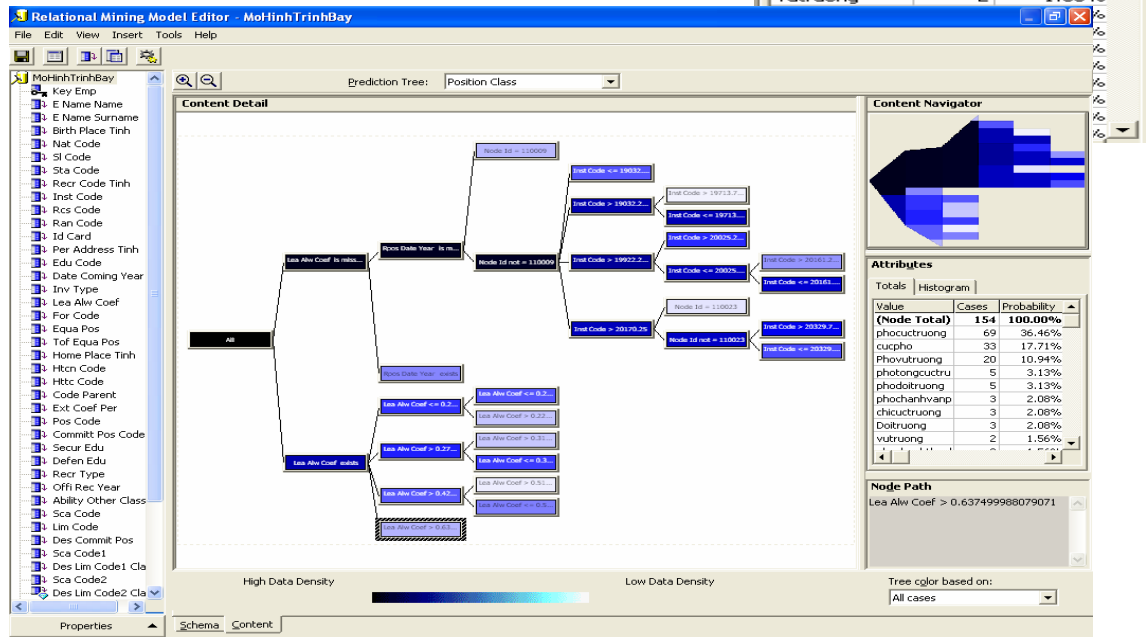 Relational Mining Model Editor - MoHinhTrinhBay
File Edit View Insert Tools Help
MoHinhTrinhBay
Key Emp
E Name Name
E Name Surname
Birth Place Tinh
Nat Code
Sl Code
Sta Code
Recr Code Tinh
Inst Code
Rcs Code
Ran Code
Id Card
Per Address Tinh
Edu Code
Date Coming Year
Inv Type
Lea Alw Coef
For Code
Equa Pos
Tof Equa Pos
Home Place Tinh
Htcn Code
Httc Code
Code Parent
Ext Coef Per
Pos Code
Committ Pos Code
Secur Edu
Defen Edu
Recr Type
Offi Rec Year
Ability Other Class
Sca Code
Lim Code
Des Commit Pos
Sca Code1
Des Lim Code1 Cla
Sca Code2
Des Lim Code2 Cla
Properties
Prediction Tree: Position Class
Content Detail
All
Lea Alw Coef is miss...
Lea Alw Coef exists
Rpos Date Year is m...
Rpos Date Year exists
Lea Alw Coef <= 0.2...
Lea Alw Coef > 0.27...
Lea Alw Coef > 0.42...
Lea Alw Coef > 0.63...
Node Id = 110009
Node Id not = 110009
Lea Alw Coef <= 0.2...
Lea Alw Coef > 0.22...
Lea Alw Coef > 0.31...
Lea Alw Coef <= 0.3...
Lea Alw Coef > 0.51...
Lea Alw Coef <= 0.5...
Inst Code <= 19032....
Inst Code > 19032.2...
Inst Code > 19922.2...
Inst Code > 20170.25
Inst Code > 19713.7...
Inst Code <= 19713....
Inst Code > 20025.2...
Inst Code <= 20025....
Node Id = 110023
Node Id not = 110023
Inst Code > 20161.2...
Inst Code <= 20161....
Inst Code > 20329.7...
Inst Code <= 20329....
High Data Density
Low Data Density
Schema Content
Content Navigator
Attributes
Totals Histogram
Value Cases Probability
(Node Total) 154 100.00%
phocuctruong 69 36.46%
cucpho 33 17.71%
Phovutruong 20 10.94%
photongcuctru 5 3.13%
phodoitruong 5 3.13%
phochanhvanp 3 2.08%
chicuctruong 3 2.08%
Doitruong 3 2.08%
vutruong 2 1.56%
Node Path
Lea Alw Coef > 0.637499988079071
Tree color based on:
All cases